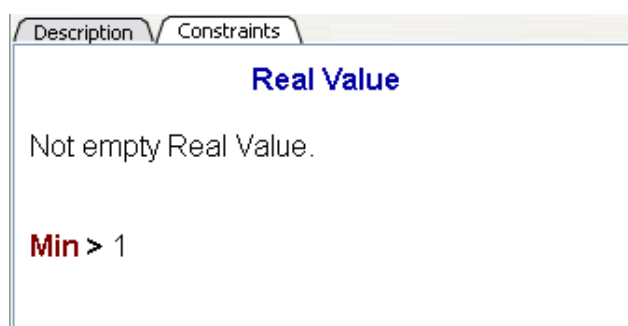 Description Constraints
Real Value
Not empty Real Value.
Min > 1